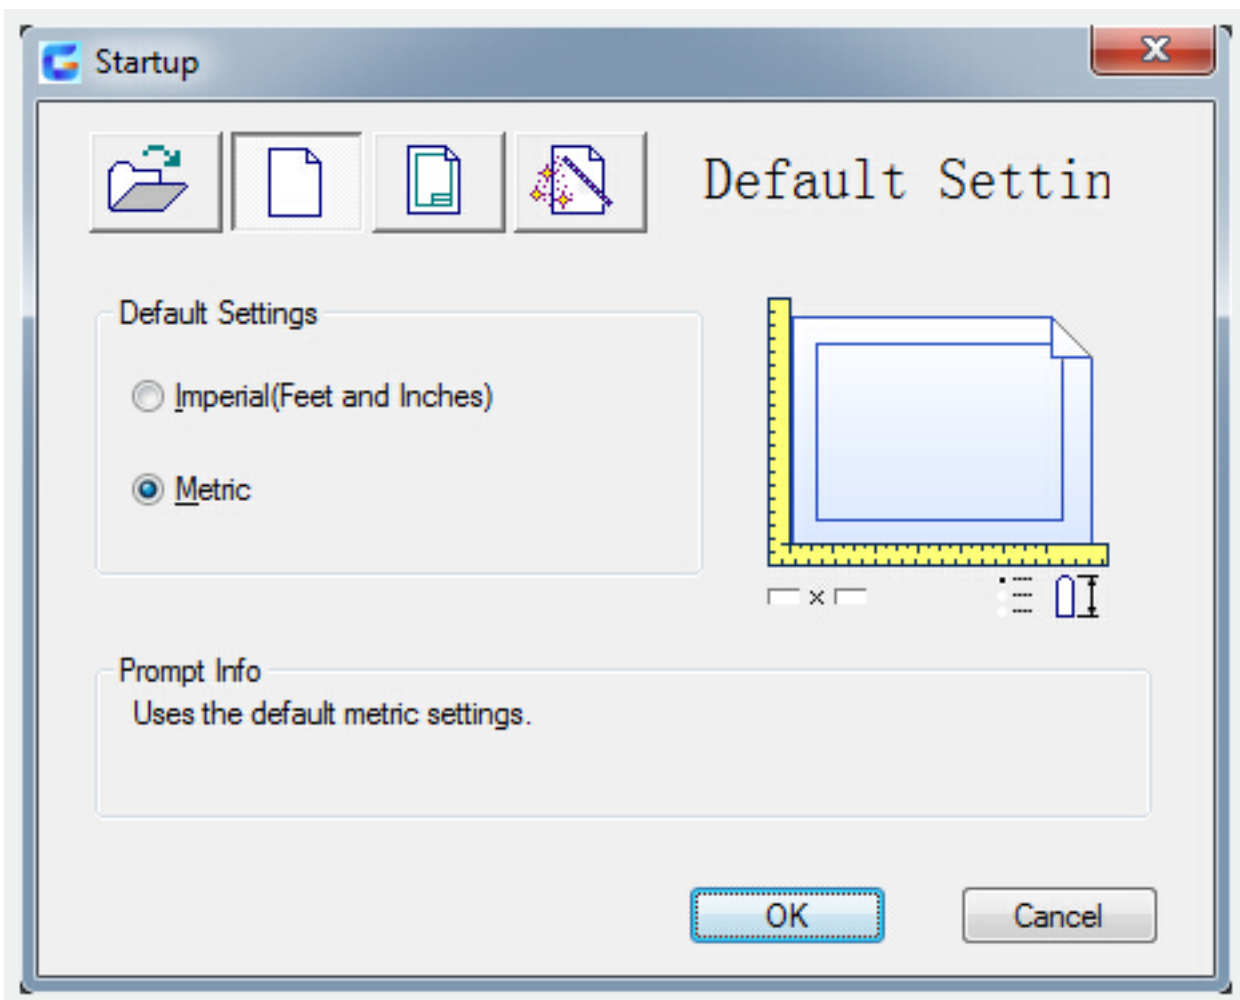 Startup
Default Settin
Default Settings
Imperial(Feet and Inches)
Metric
Prompt Info
Uses the default metric settings.
OK
Cancel